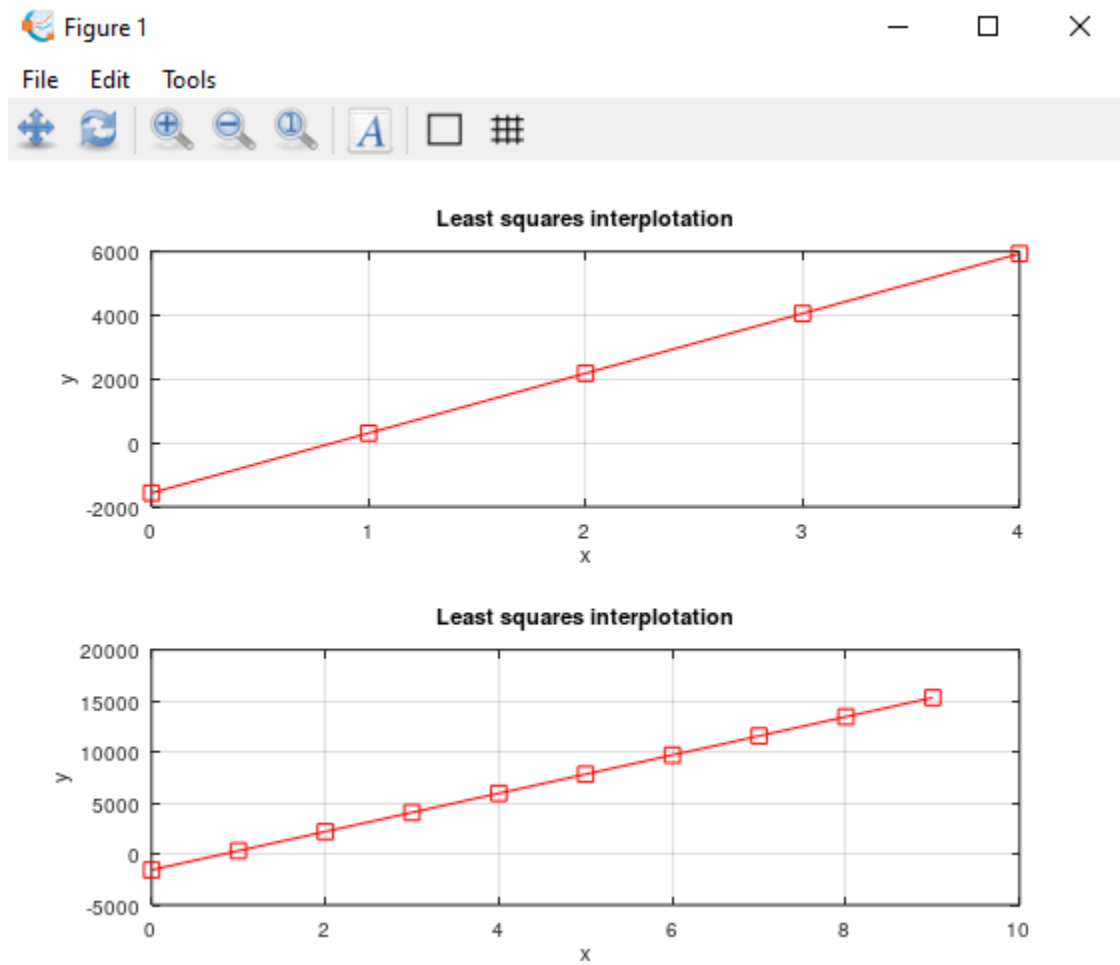 Figure 1
File Edit Tools
1 A
Least squares interplotation
6000
4000
2000
0
-2000
y
0 1 2 3 4
x
Least squares interplotation
20000
15000
10000
5000
0
-5000
y
0 2 4 6 8 10
x